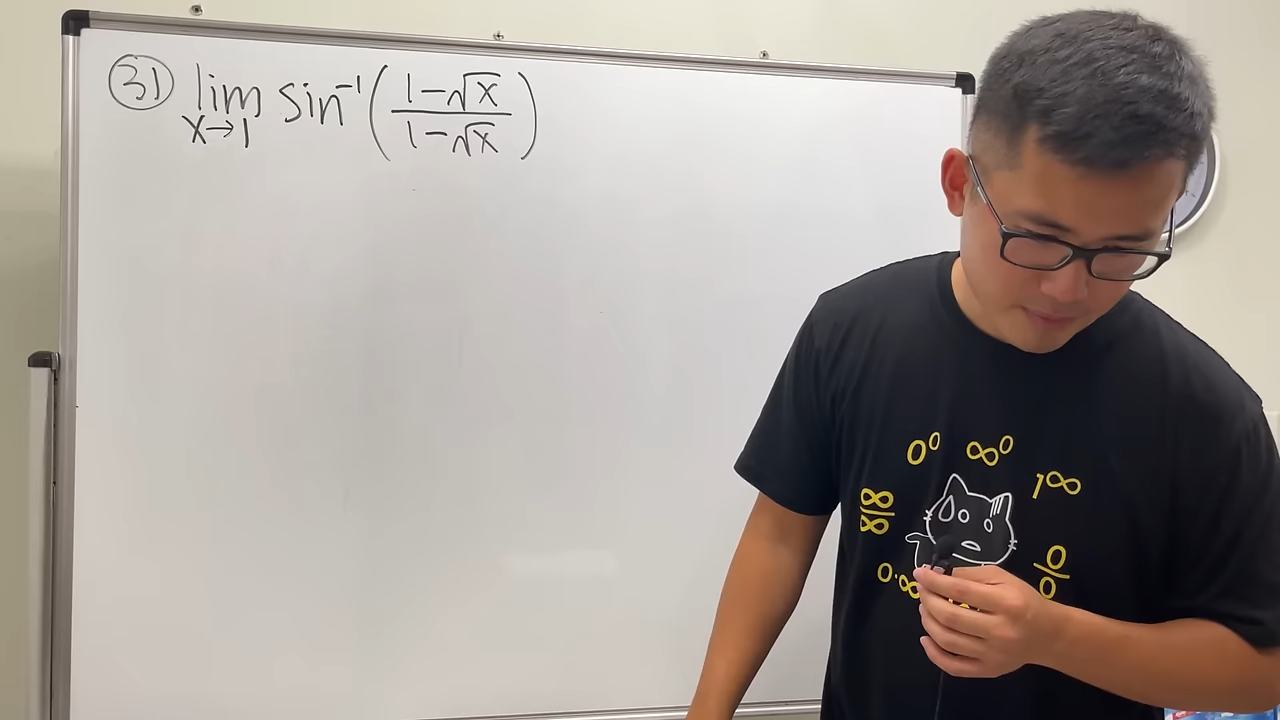 31 lim x→1 sin⁻¹((1-√x)/(1-√x))
0⁰ ∞⁰ 1^∞
∞/∞ 0/0
0·∞